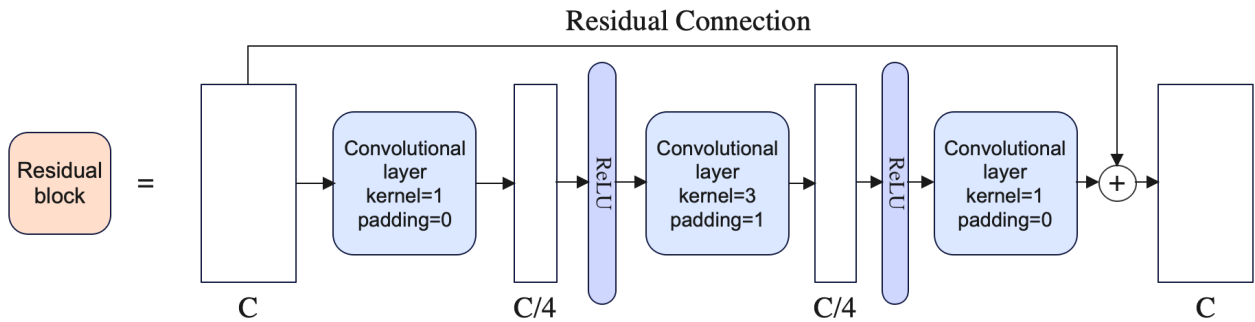 Residual Connection
Residual
block
=
Convolutional
layer
kernel=1
padding=0
ReLU
Convolutional
layer
kernel=3
padding=1
ReLU
Convolutional
layer
kernel=1
padding=0
+
C
C/4
C/4
C